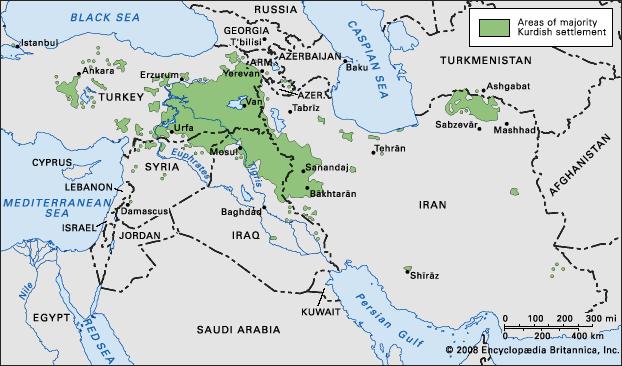 BLACK SEA
RUSSIA
GEORGIA
T'bilisi
CASPIAN SEA
Areas of majority
Kurdish settlement
Istanbul
Ankara
Erzurum
Yerevan
ARM.
AZERBAIJAN
Baku
AZER.
TURKMENISTAN
Ashgabat
TURKEY
Van
Tabrīz
Urfa
Mosul
Sabzevār
Mashhad
Tehrān
AFGHANISTAN
CYPRUS
SYRIA
Euphrates
Tigris
Sanandaj
Bākhtarān
LEBANON
MEDITERRANEAN
SEA
Damascus
ISRAEL
JORDAN
Baghdād
IRAQ
IRAN
Nile
EGYPT
RED SEA
SAUDI ARABIA
KUWAIT
Shīrāz
Persian Gulf
0 100 200 300 mi
0 200 400 km
© 2008 Encyclopædia Britannica, Inc.